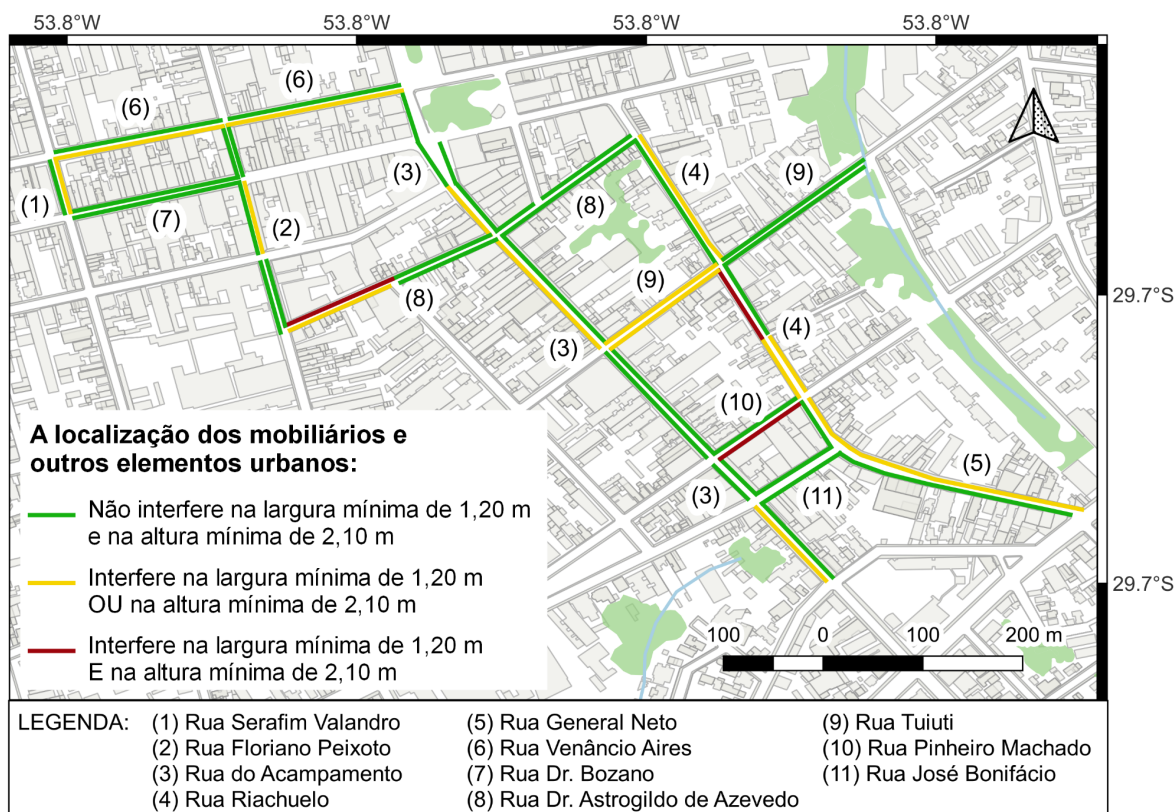 53.8°W 53.8°W 53.8°W 53.8°W
(6)
(6)
(3)
(4)
(9)
(1)
(7)
(2)
(8)
(8)
(9)
29.7°S
(3)
(4)
(10)
(5)
(3)
(11)
29.7°S
A localização dos mobiliários e
outros elementos urbanos:
Não interfere na largura mínima de 1,20 m
e na altura mínima de 2,10 m
Interfere na largura mínima de 1,20 m
OU na altura mínima de 2,10 m
Interfere na largura mínima de 1,20 m
E na altura mínima de 2,10 m
100 0 100 200 m
LEGENDA:
(1) Rua Serafim Valandro
(2) Rua Floriano Peixoto
(3) Rua do Acampamento
(4) Rua Riachuelo
(5) Rua General Neto
(6) Rua Venâncio Aires
(7) Rua Dr. Bozano
(8) Rua Dr. Astrogildo de Azevedo
(9) Rua Tuiuti
(10) Rua Pinheiro Machado
(11) Rua José Bonifácio